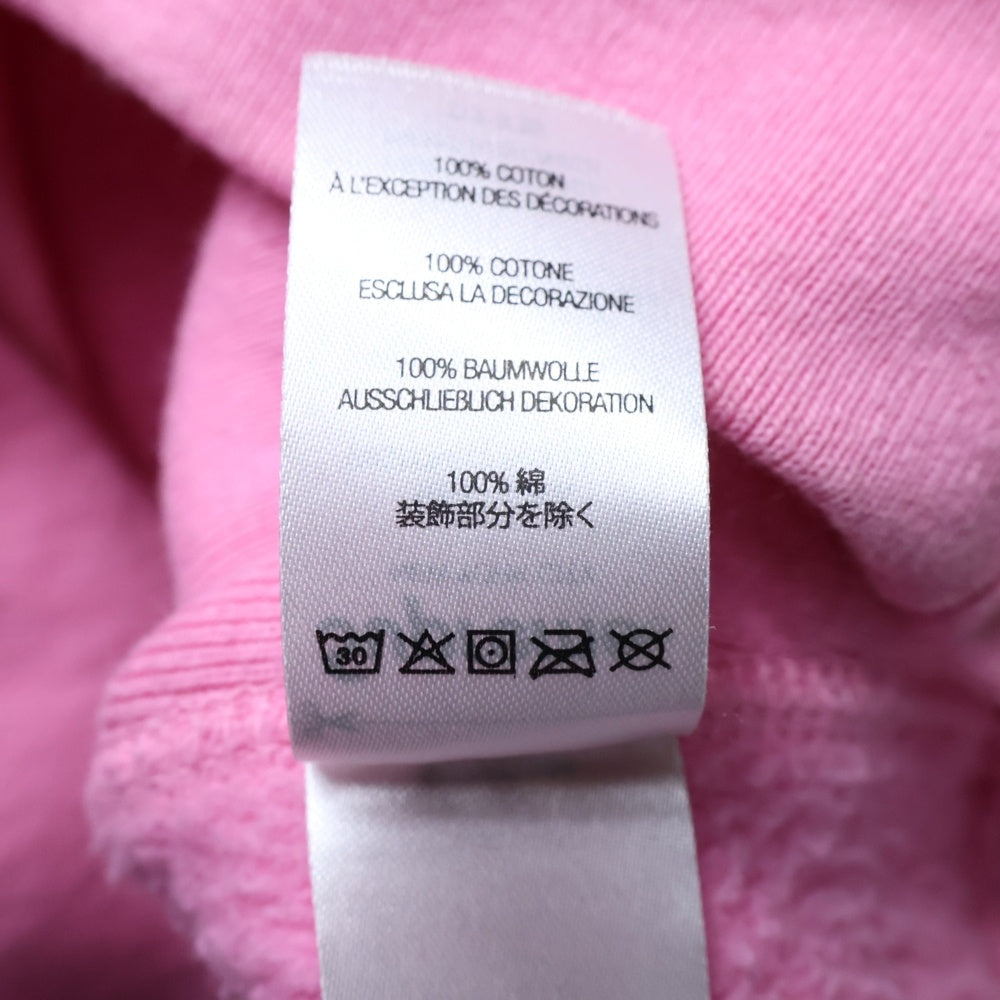 100% COTON
À L'EXCEPTION DES DÉCORATIONS
100% COTONE
ESCLUSA LA DECORAZIONE
100% BAUMWOLLE
AUSSCHLIEßLICH DEKORATION
100% 綿
装飾部分を除く
30